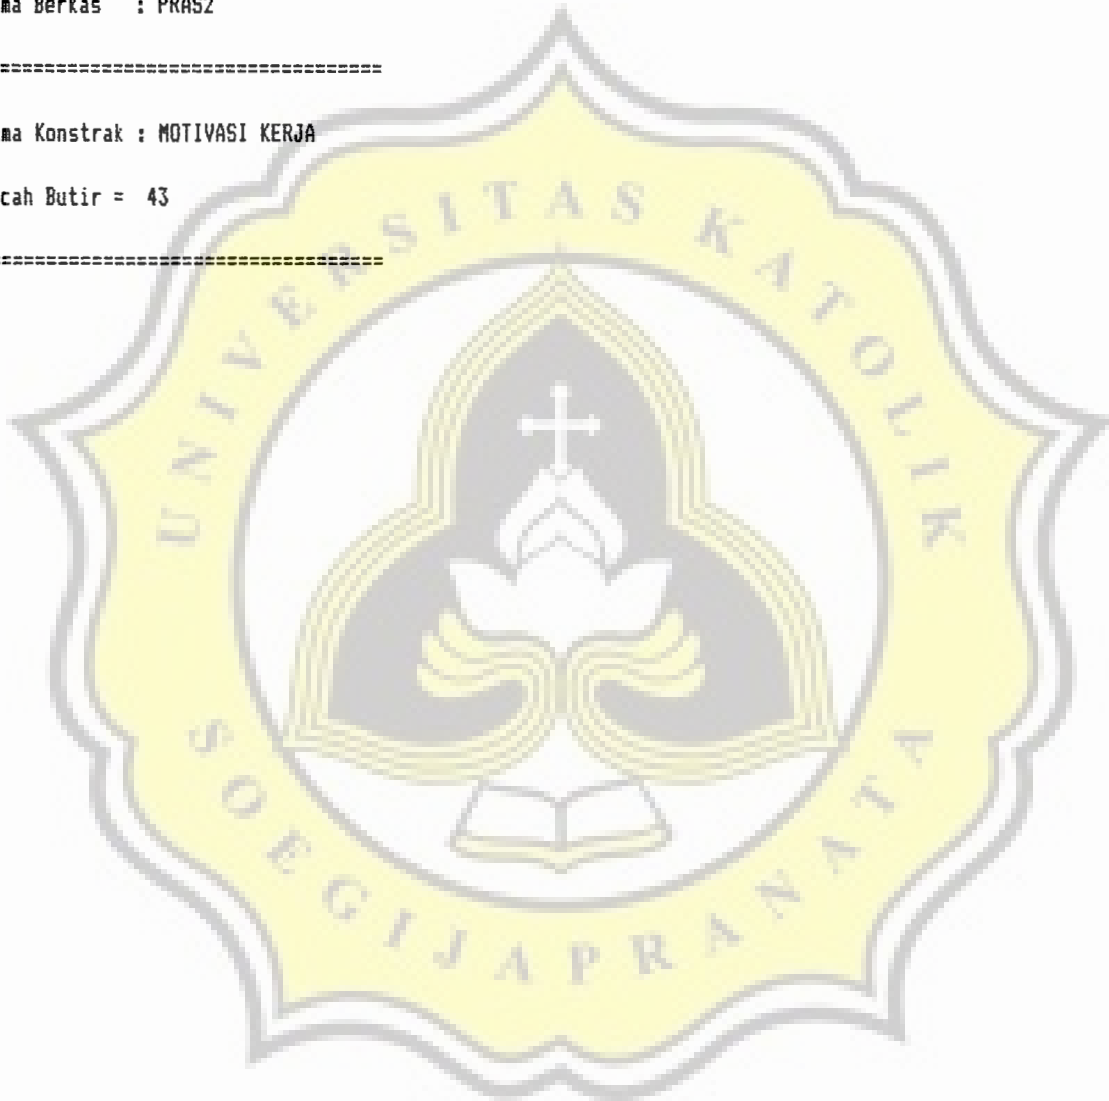 ma Berkas : PRAS2
=================================
ma Konstrak : MOTIVASI KERJA
cah Butir = 43
=================================
UNIVERSITAS KATOLIK
SOEGIJAPRANATA